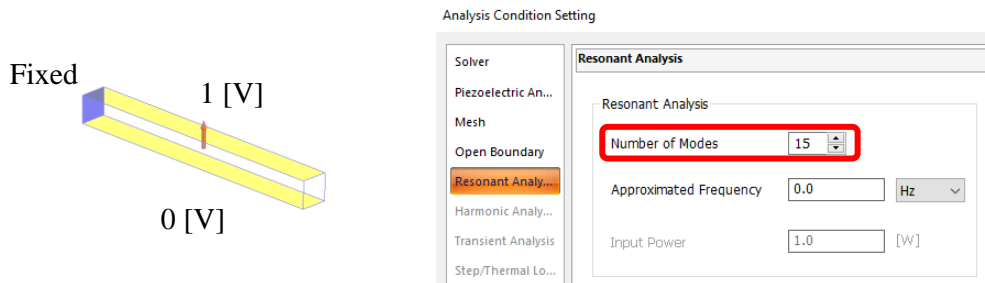 Analysis Condition Setting
Fixed
1 [V]
0 [V]
Solver
Piezoelectric An...
Mesh
Open Boundary
Resonant Analy...
Harmonic Analy...
Transient Analysis
Step/Thermal Lo...
Resonant Analysis
Resonant Analysis
Number of Modes 15
Approximated Frequency 0.0 Hz
Input Power 1.0 [W]